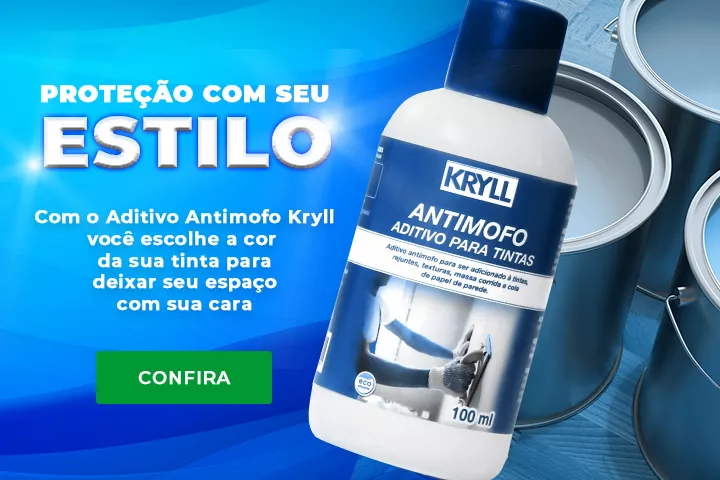 PROTEÇÃO COM SEU
ESTILO
Com o Aditivo Antimofo Kryll
você escolhe a cor
da sua tinta para
deixar seu espaço
com sua cara
CONFIRA
KRYLL
ANTIMOFO
ADITIVO PARA TINTAS
Aditivo antimofo para ser adicionado à tintas,
rejuntes, texturas, massa corrida e cola
de papel de parede.
eco
100 ml